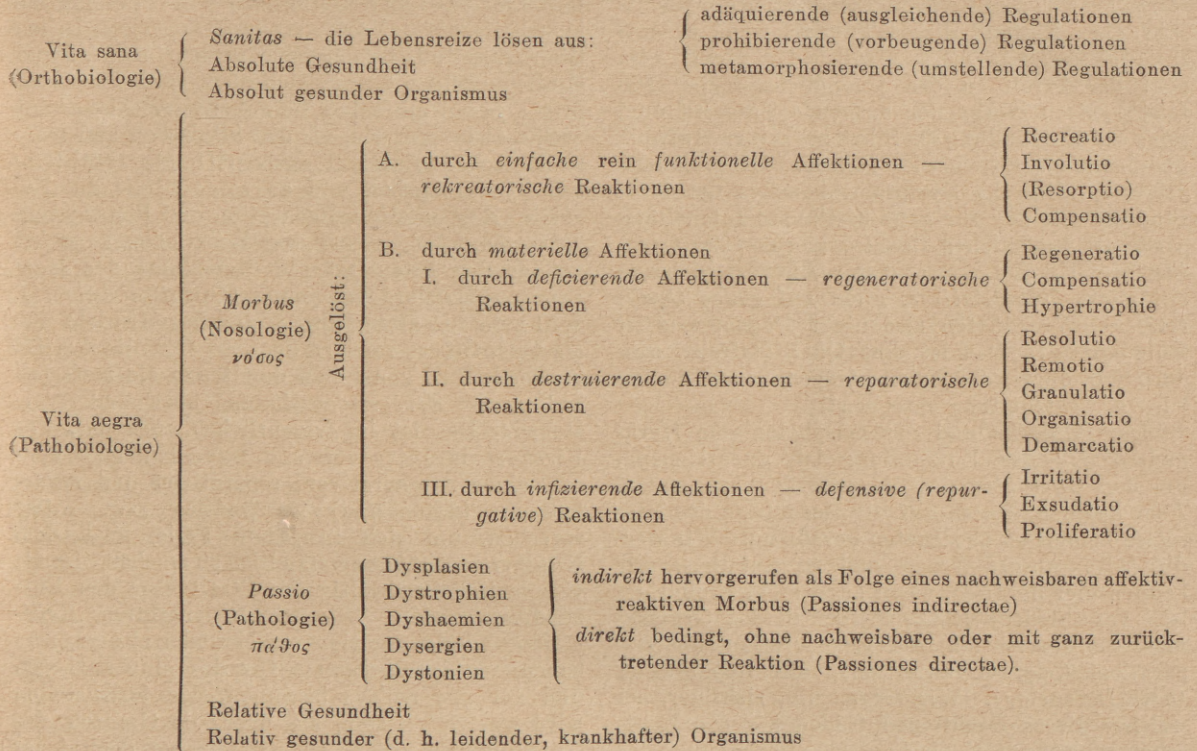 Vita sana
(Orthobiologie)
Sanitas — die Lebensreize lösen aus:
Absolute Gesundheit
Absolut gesunder Organismus
adäquierende (ausgleichende) Regulationen
prohibierende (vorbeugende) Regulationen
metamorphosierende (umstellende) Regulationen
Vita aegra
(Pathobiologie)
Morbus
(Nosologie)
νόσος
Ausgelöst:
A. durch einfache rein funktionelle Affektionen —
rekreatorische Reaktionen
Recreatio
Involutio
(Resorptio)
Compensatio
B. durch materielle Affektionen
I. durch deficierende Affektionen — regeneratorische
Reaktionen
Regeneratio
Compensatio
Hypertrophie
II. durch destruierende Affektionen — reparatorische
Reaktionen
Resolutio
Remotio
Granulatio
Organisatio
Demarcatio
III. durch infizierende Affektionen — defensive (repur-
gative) Reaktionen
Irritatio
Exsudatio
Proliferatio
Passio
(Pathologie)
πάθος
Dysplasien
Dystrophien
Dyshaemien
Dysergien
Dystonien
indirekt hervorgerufen als Folge eines nachweisbaren affektiv-
reaktiven Morbus (Passiones indirectae)
direkt bedingt, ohne nachweisbare oder mit ganz zurück-
tretender Reaktion (Passiones directae).
Relative Gesundheit
Relativ gesunder (d. h. leidender, krankhafter) Organismus